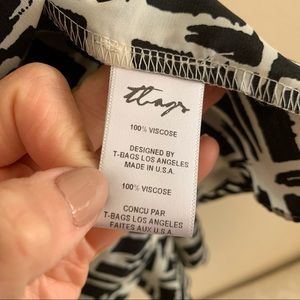 tbags
100% VISCOSE
DESIGNED BY
T-BAGS LOS ANGELES
MADE IN U.S.A.
100% VISCOSE
CONCU PAR
T-BAGS LOS ANGELES
FAITES AUX U.S.A